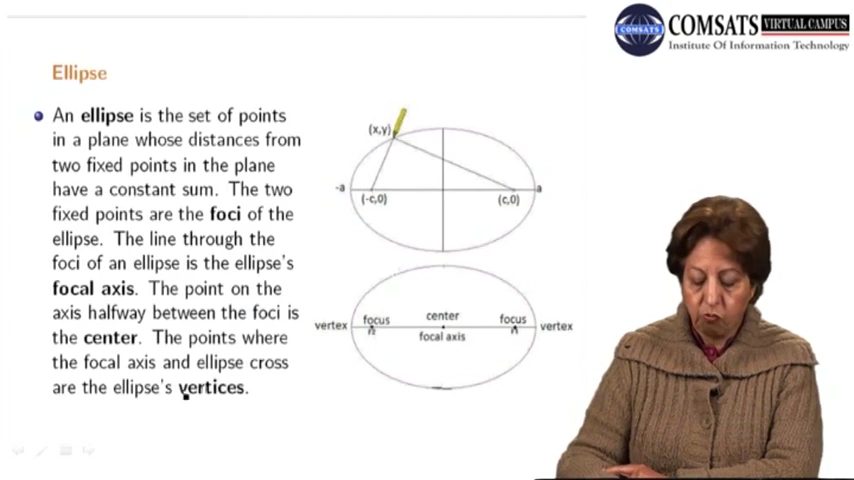 COMSATS VIRTUAL CAMPUS
COMSATS
Institute Of Information Technology
Ellipse
An ellipse is the set of points
in a plane whose distances from
two fixed points in the plane
have a constant sum. The two
fixed points are the foci of the
ellipse. The line through the
foci of an ellipse is the ellipse's
focal axis. The point on the
axis halfway between the foci is
the center. The points where
the focal axis and ellipse cross
are the ellipse's vertices.
(x,y)
-a
a
(-c,0)
(c,0)
vertex
focus
center
focus
vertex
focal axis